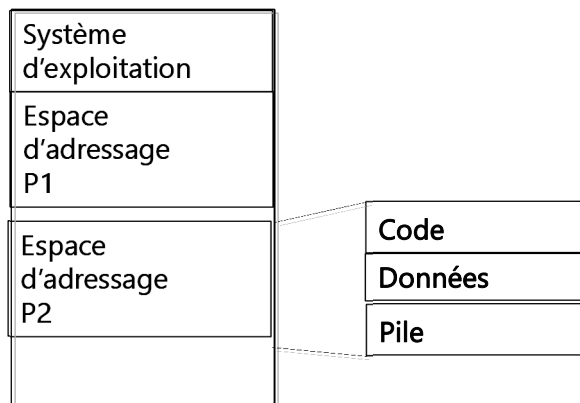 Système
d’exploitation
Espace
d’adressage
P1
Espace
d’adressage
P2
Code
Données
Pile